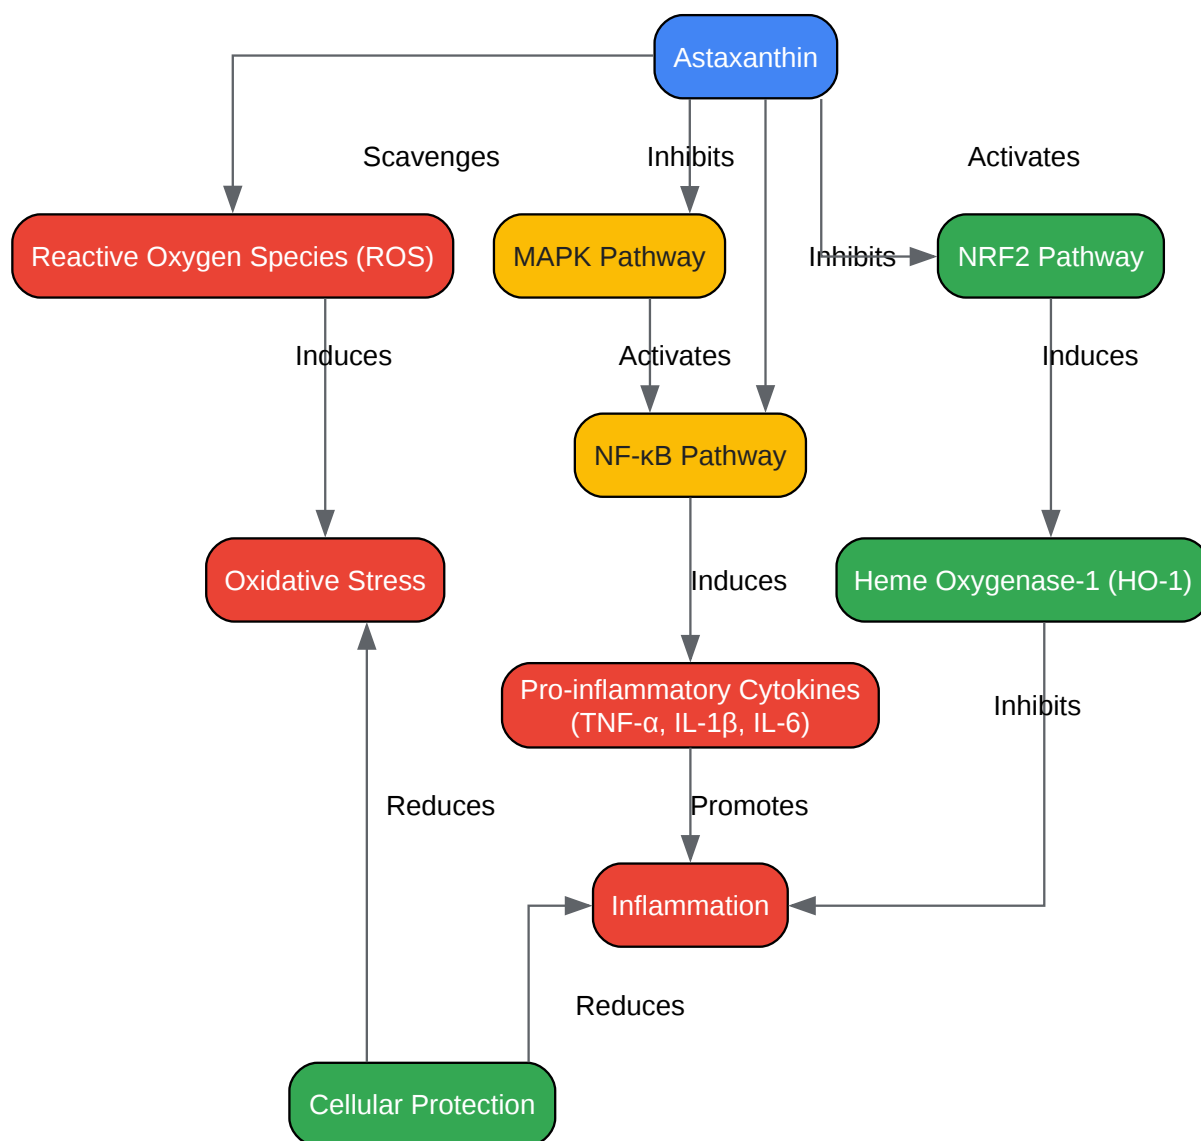 Astaxanthin
Scavenges
Inhibits
Activates
Reactive Oxygen Species (ROS)
MAPK Pathway
Inhibits
NRF2 Pathway
Induces
Activates
Induces
NF-κB Pathway
Oxidative Stress
Induces
Heme Oxygenase-1 (HO-1)
Pro-inflammatory Cytokines
(TNF-α, IL-1β, IL-6)
Inhibits
Reduces
Promotes
Inflammation
Reduces
Cellular Protection